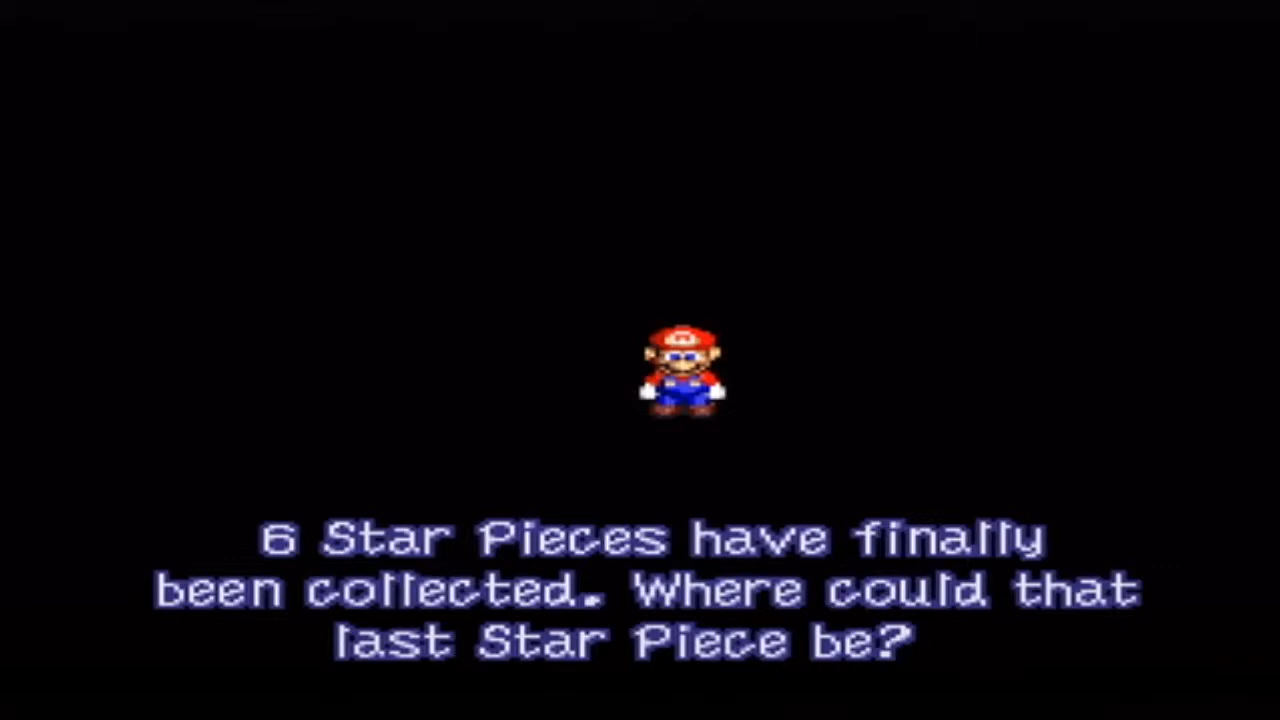 6 Star Pieces have finally
been collected. Where could that
last Star Piece be?